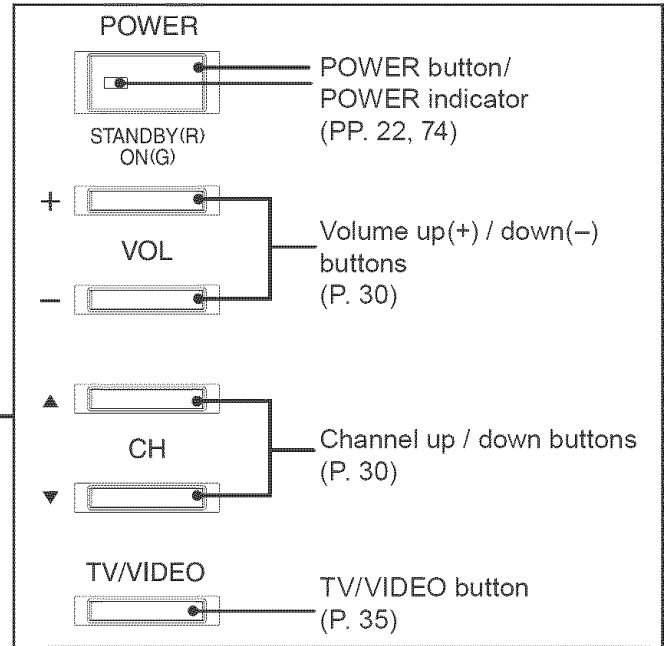 POWER
POWER button/
POWER indicator
(PP. 22, 74)
STANDBY(R)
ON(G)
+
VOL
−
Volume up(+) / down(−)
buttons
(P. 30)
▲
CH
▼
Channel up / down buttons
(P. 30)
TV/VIDEO
TV/VIDEO button
(P. 35)